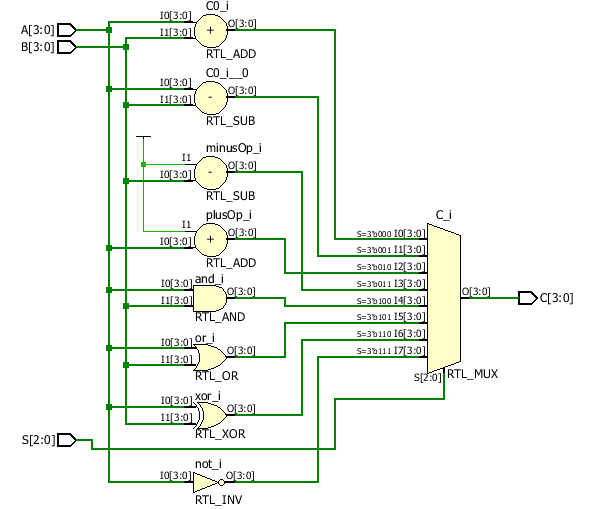 C0_i
I0[3:0]
A[3:0]
I1[3:0]
+
O[3:0]
B[3:0]
RTL_ADD
C0_i__0
I0[3:0]
I1[3:0]
-
O[3:0]
RTL_SUB
minusOp_i
I1
I0[3:0]
-
O[3:0]
RTL_SUB
plusOp_i
I1
I0[3:0]
+
O[3:0]
RTL_ADD
and_i
I0[3:0]
I1[3:0]
O[3:0]
RTL_AND
or_i
I0[3:0]
I1[3:0]
O[3:0]
RTL_OR
xor_i
I0[3:0]
I1[3:0]
O[3:0]
RTL_XOR
S[2:0]
not_i
I0[3:0]
O[3:0]
RTL_INV
C_i
S=3'b000 I0[3:0]
S=3'b001 I1[3:0]
S=3'b010 I2[3:0]
S=3'b011 I3[3:0]
S=3'b100 I4[3:0]
S=3'b101 I5[3:0]
S=3'b110 I6[3:0]
S=3'b111 I7[3:0]
S[2:0]
RTL_MUX
O[3:0]
C[3:0]